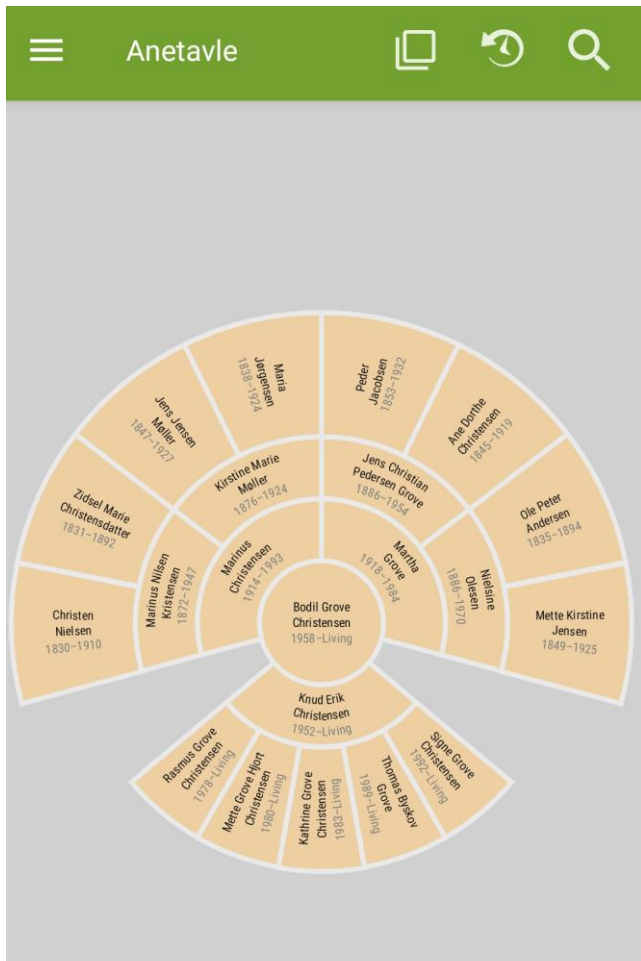 Anetavle
Maria
Jørgensen
1838–1924
Peder
Jacobsen
1853–1932
Jens Jensen
Møller
1847–1927
Ane Dorthe
Christensen
1845–1919
Zidsel Marie
Christensdatter
1831–1892
Kirstine Marie
Møller
1876–1924
Jens Christian
Pedersen Grove
1886–1954
Ole Peter
Andersen
1835–1894
Christen
Nielsen
1830–1910
Marinus Nilsen
Kristensen
1872–1947
Marinus
Christensen
1914–1993
Martha
Grove
1918–1984
Nielsine
Olesen
1886–1970
Mette Kirstine
Jensen
1849–1925
Bodil Grove
Christensen
1958–Living
Knud Erik
Christensen
1952–Living
Rasmus Grove
Christensen
1978–Living
Mette Grove Hjort
Christensen
1980–Living
Kathrine Grove
Christensen
1983–Living
Thomas Byskov
Grove
1989–Living
Signe Grove
Christensen
1992–Living